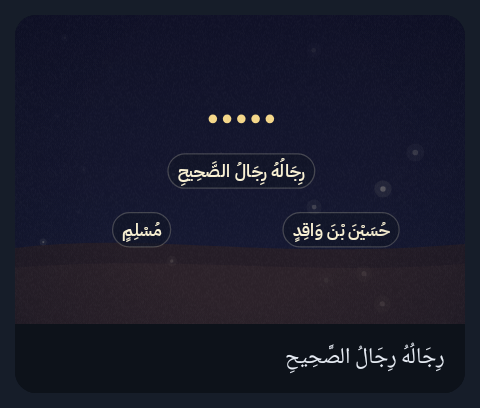 رِجَالُهُ رِجَالُ الصَّحِيحِ
حُسَيْنَ بْنَ وَاقِدٍ
مُسْلِمٍ
رِجَالُهُ رِجَالُ الصَّحِيحِ